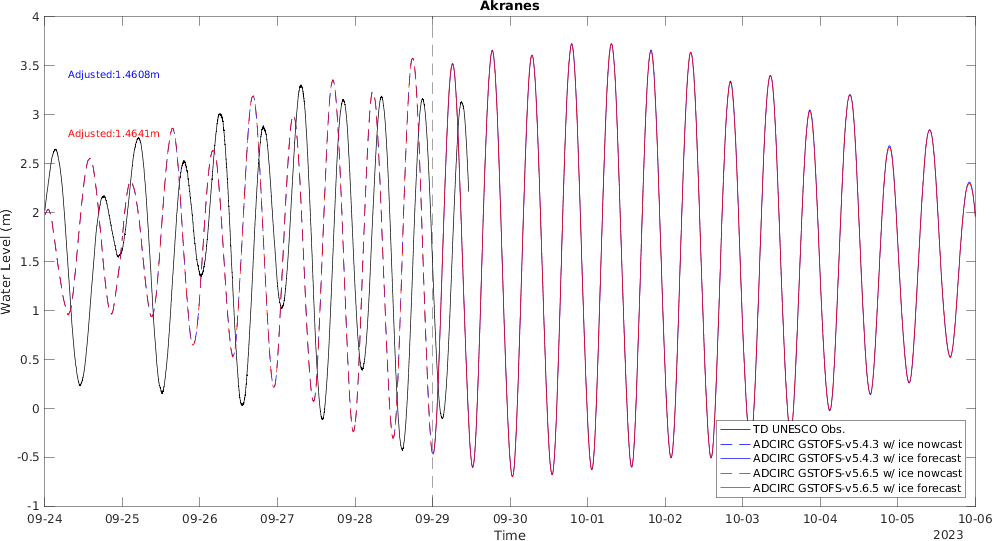 Akranes
4
3.5
3
2.5
2
1.5
1
0.5
0
-0.5
-1
Water Level (m)
Adjusted:1.4608m
Adjusted:1.4641m
TD UNESCO Obs.
ADCIRC GSTOFS-v5.4.3 w/ ice nowcast
ADCIRC GSTOFS-v5.4.3 w/ ice forecast
ADCIRC GSTOFS-v5.6.5 w/ ice nowcast
ADCIRC GSTOFS-v5.6.5 w/ ice forecast
09-24 09-25 09-26 09-27 09-28 09-29 09-30 10-01 10-02 10-03 10-04 10-05 10-06
Time
2023